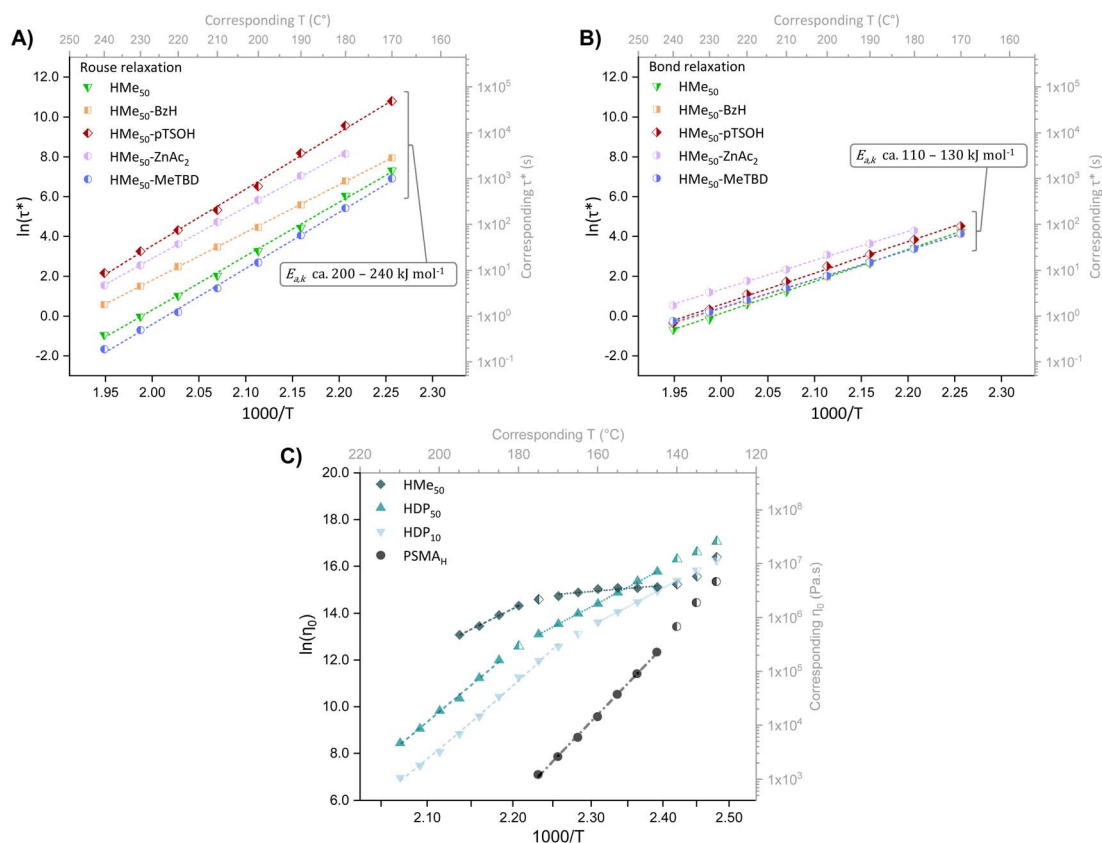 Corresponding T (C°)
A)
250 240 230 220 210 200 190 180 170 160
Rouse relaxation
HMe50
HMe50-BzH
HMe50-pTSOH
HMe50-ZnAc2
HMe50-MeTBD
12.0
10.0
8.0
6.0
4.0
2.0
0.0
-2.0
ln(τ*)
1x10^5
1x10^4
1x10^3
1x10^2
1x10^1
1x10^0
1x10^-1
Corresponding τ* (s)
Ea,k ca. 200 – 240 kJ mol-1
1.95 2.00 2.05 2.10 2.15 2.20 2.25 2.30
1000/T
Corresponding T (C°)
B)
250 240 230 220 210 200 190 180 170 160
Bond relaxation
HMe50
HMe50-BzH
HMe50-pTSOH
HMe50-ZnAc2
HMe50-MeTBD
12.0
10.0
8.0
6.0
4.0
2.0
0.0
-2.0
ln(τ*)
1x10^5
1x10^4
1x10^3
1x10^2
1x10^1
1x10^0
1x10^-1
Corresponding τ* (s)
Ea,k ca. 110 – 130 kJ mol-1
1.95 2.00 2.05 2.10 2.15 2.20 2.25 2.30
1000/T
Corresponding T (°C)
C)
220 210 200 190 180 170 160 150 140 130 120
HMe50
HDP50
HDP10
PSMAH
20.0
18.0
16.0
14.0
12.0
10.0
8.0
6.0
ln(η0)
1x10^8
1x10^7
1x10^6
1x10^5
1x10^4
1x10^3
Corresponding η0 (Pa.s)
2.10 2.20 2.30 2.40 2.50
1000/T